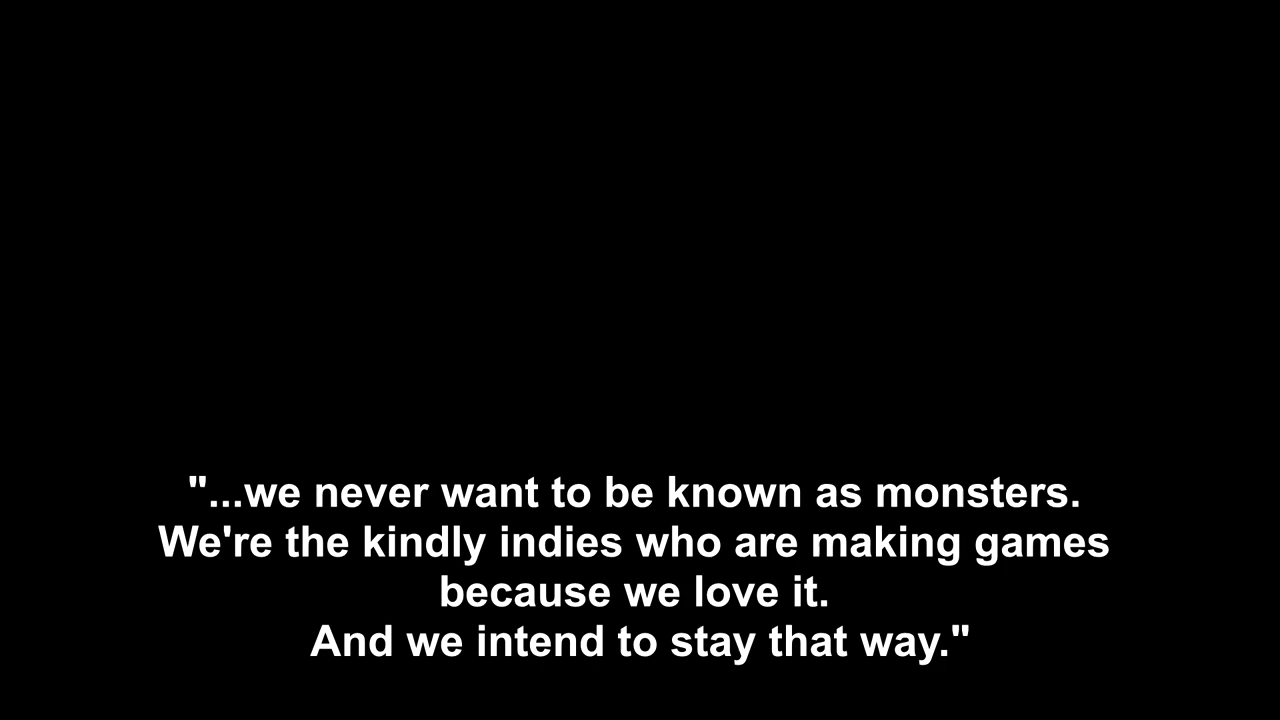 "...we never want to be known as monsters.
We're the kindly indies who are making games
because we love it.
And we intend to stay that way."